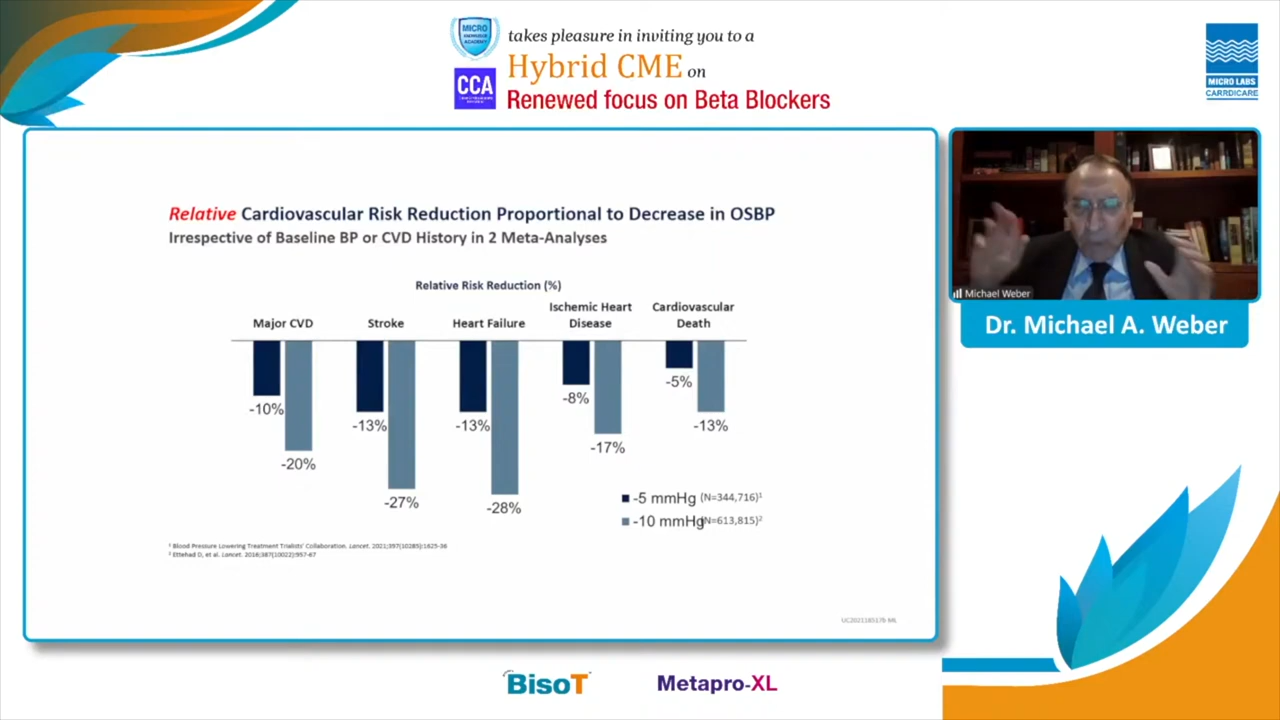 MICRO
KNOWLEDGE
ACADEMY
CCA
takes pleasure in inviting you to a
Hybrid CME on
Renewed focus on Beta Blockers
MICRO LABS
CARRDICARE
Relative Cardiovascular Risk Reduction Proportional to Decrease in OSBP
Irrespective of Baseline BP or CVD History in 2 Meta-Analyses
Relative Risk Reduction (%)
Major CVD
Stroke
Heart Failure
Ischemic Heart
Disease
Cardiovascular
Death
-10%
-20%
-13%
-27%
-13%
-28%
-8%
-17%
-5%
-13%
-5 mmHg (N=344,716)¹
-10 mmHg (N=613,815)²
¹ Blood Pressure Lowering Treatment Trialists' Collaboration. Lancet. 2021;397(10285):1625-36
² Ettehad D, et al. Lancet. 2016;387(10022):957-67
Michael Weber
Dr. Michael A. Weber
BisoT
Metapro-XL